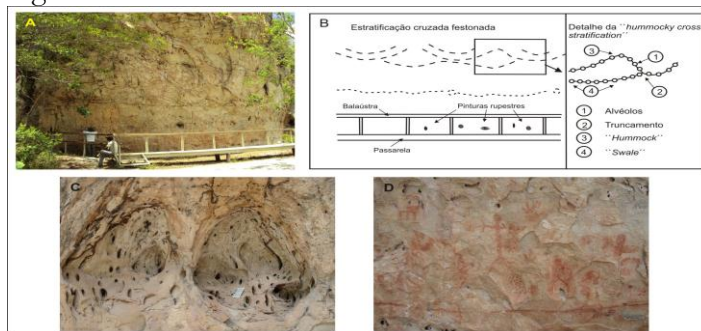 A
B
Estratificação cruzada festonada
Balaústra
Pinturas rupestres
Passarela
Detalhe da ``hummocky cross
stratification``
3
1
4
2
1 Alvéolos
2 Truncamento
3 ``Hummock``
4 ``Swale``
C
D